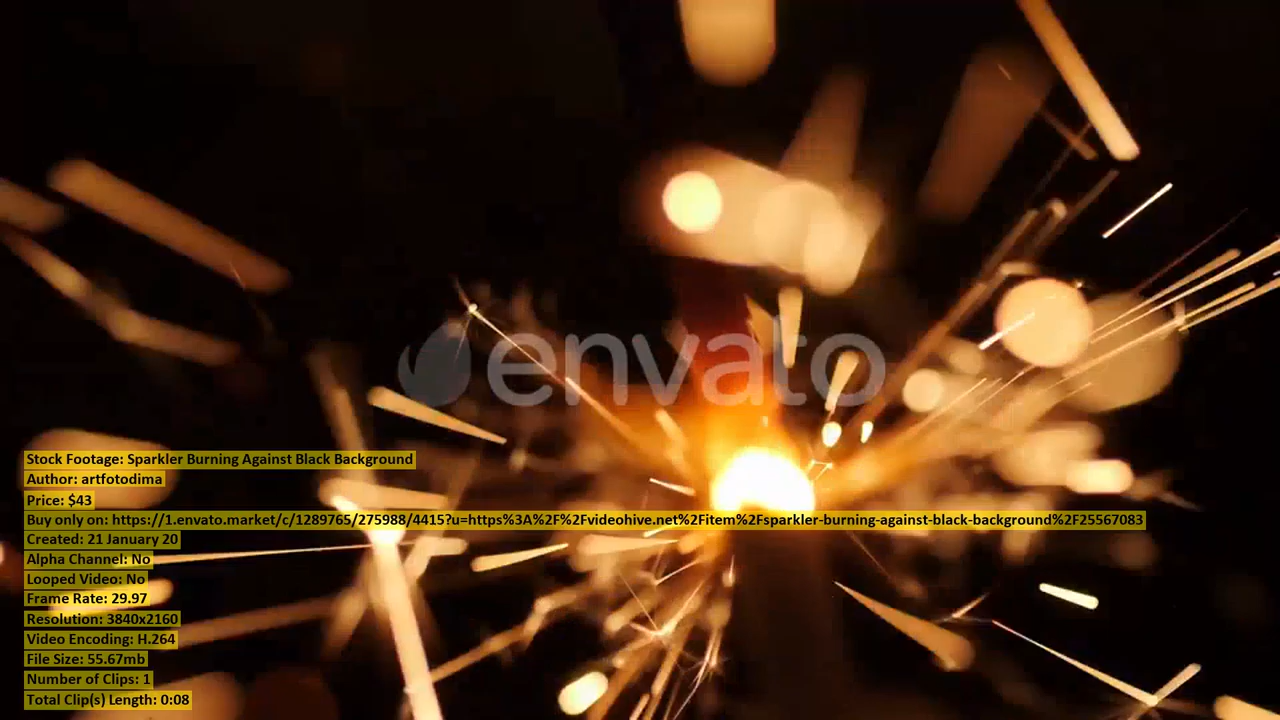 envato
Stock Footage: Sparkler Burning Against Black Background
Author: artfotodima
Price: $43
Buy only on: https://1.envato.market/c/1289765/275988/4415?u=https%3A%2F%2Fvideohive.net%2Fitem%2Fsparkler-burning-against-black-background%2F25567083
Created: 21 January 20
Alpha Channel: No
Looped Video: No
Frame Rate: 29.97
Resolution: 3840x2160
Video Encoding: H.264
File Size: 55.67mb
Number of Clips: 1
Total Clip(s) Length: 0:08